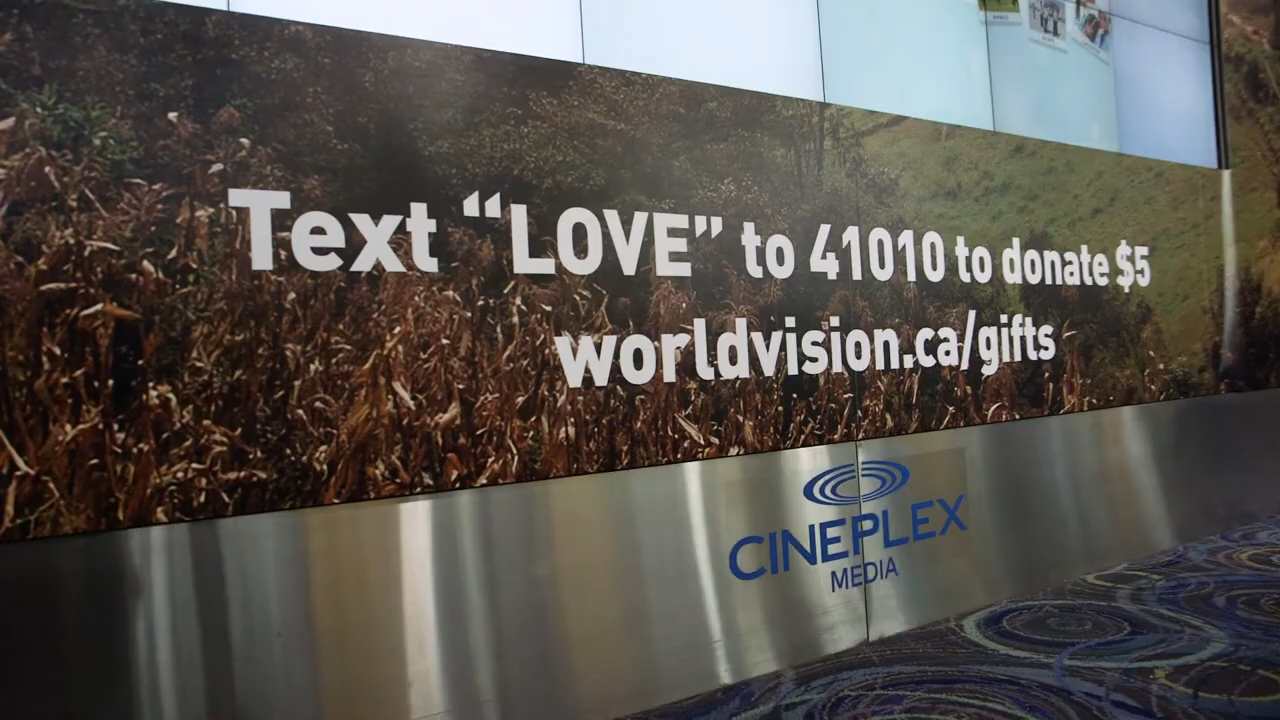 Text “LOVE” to 41010 to donate $5
worldvision.ca/gifts
CINEPLEX
MEDIA